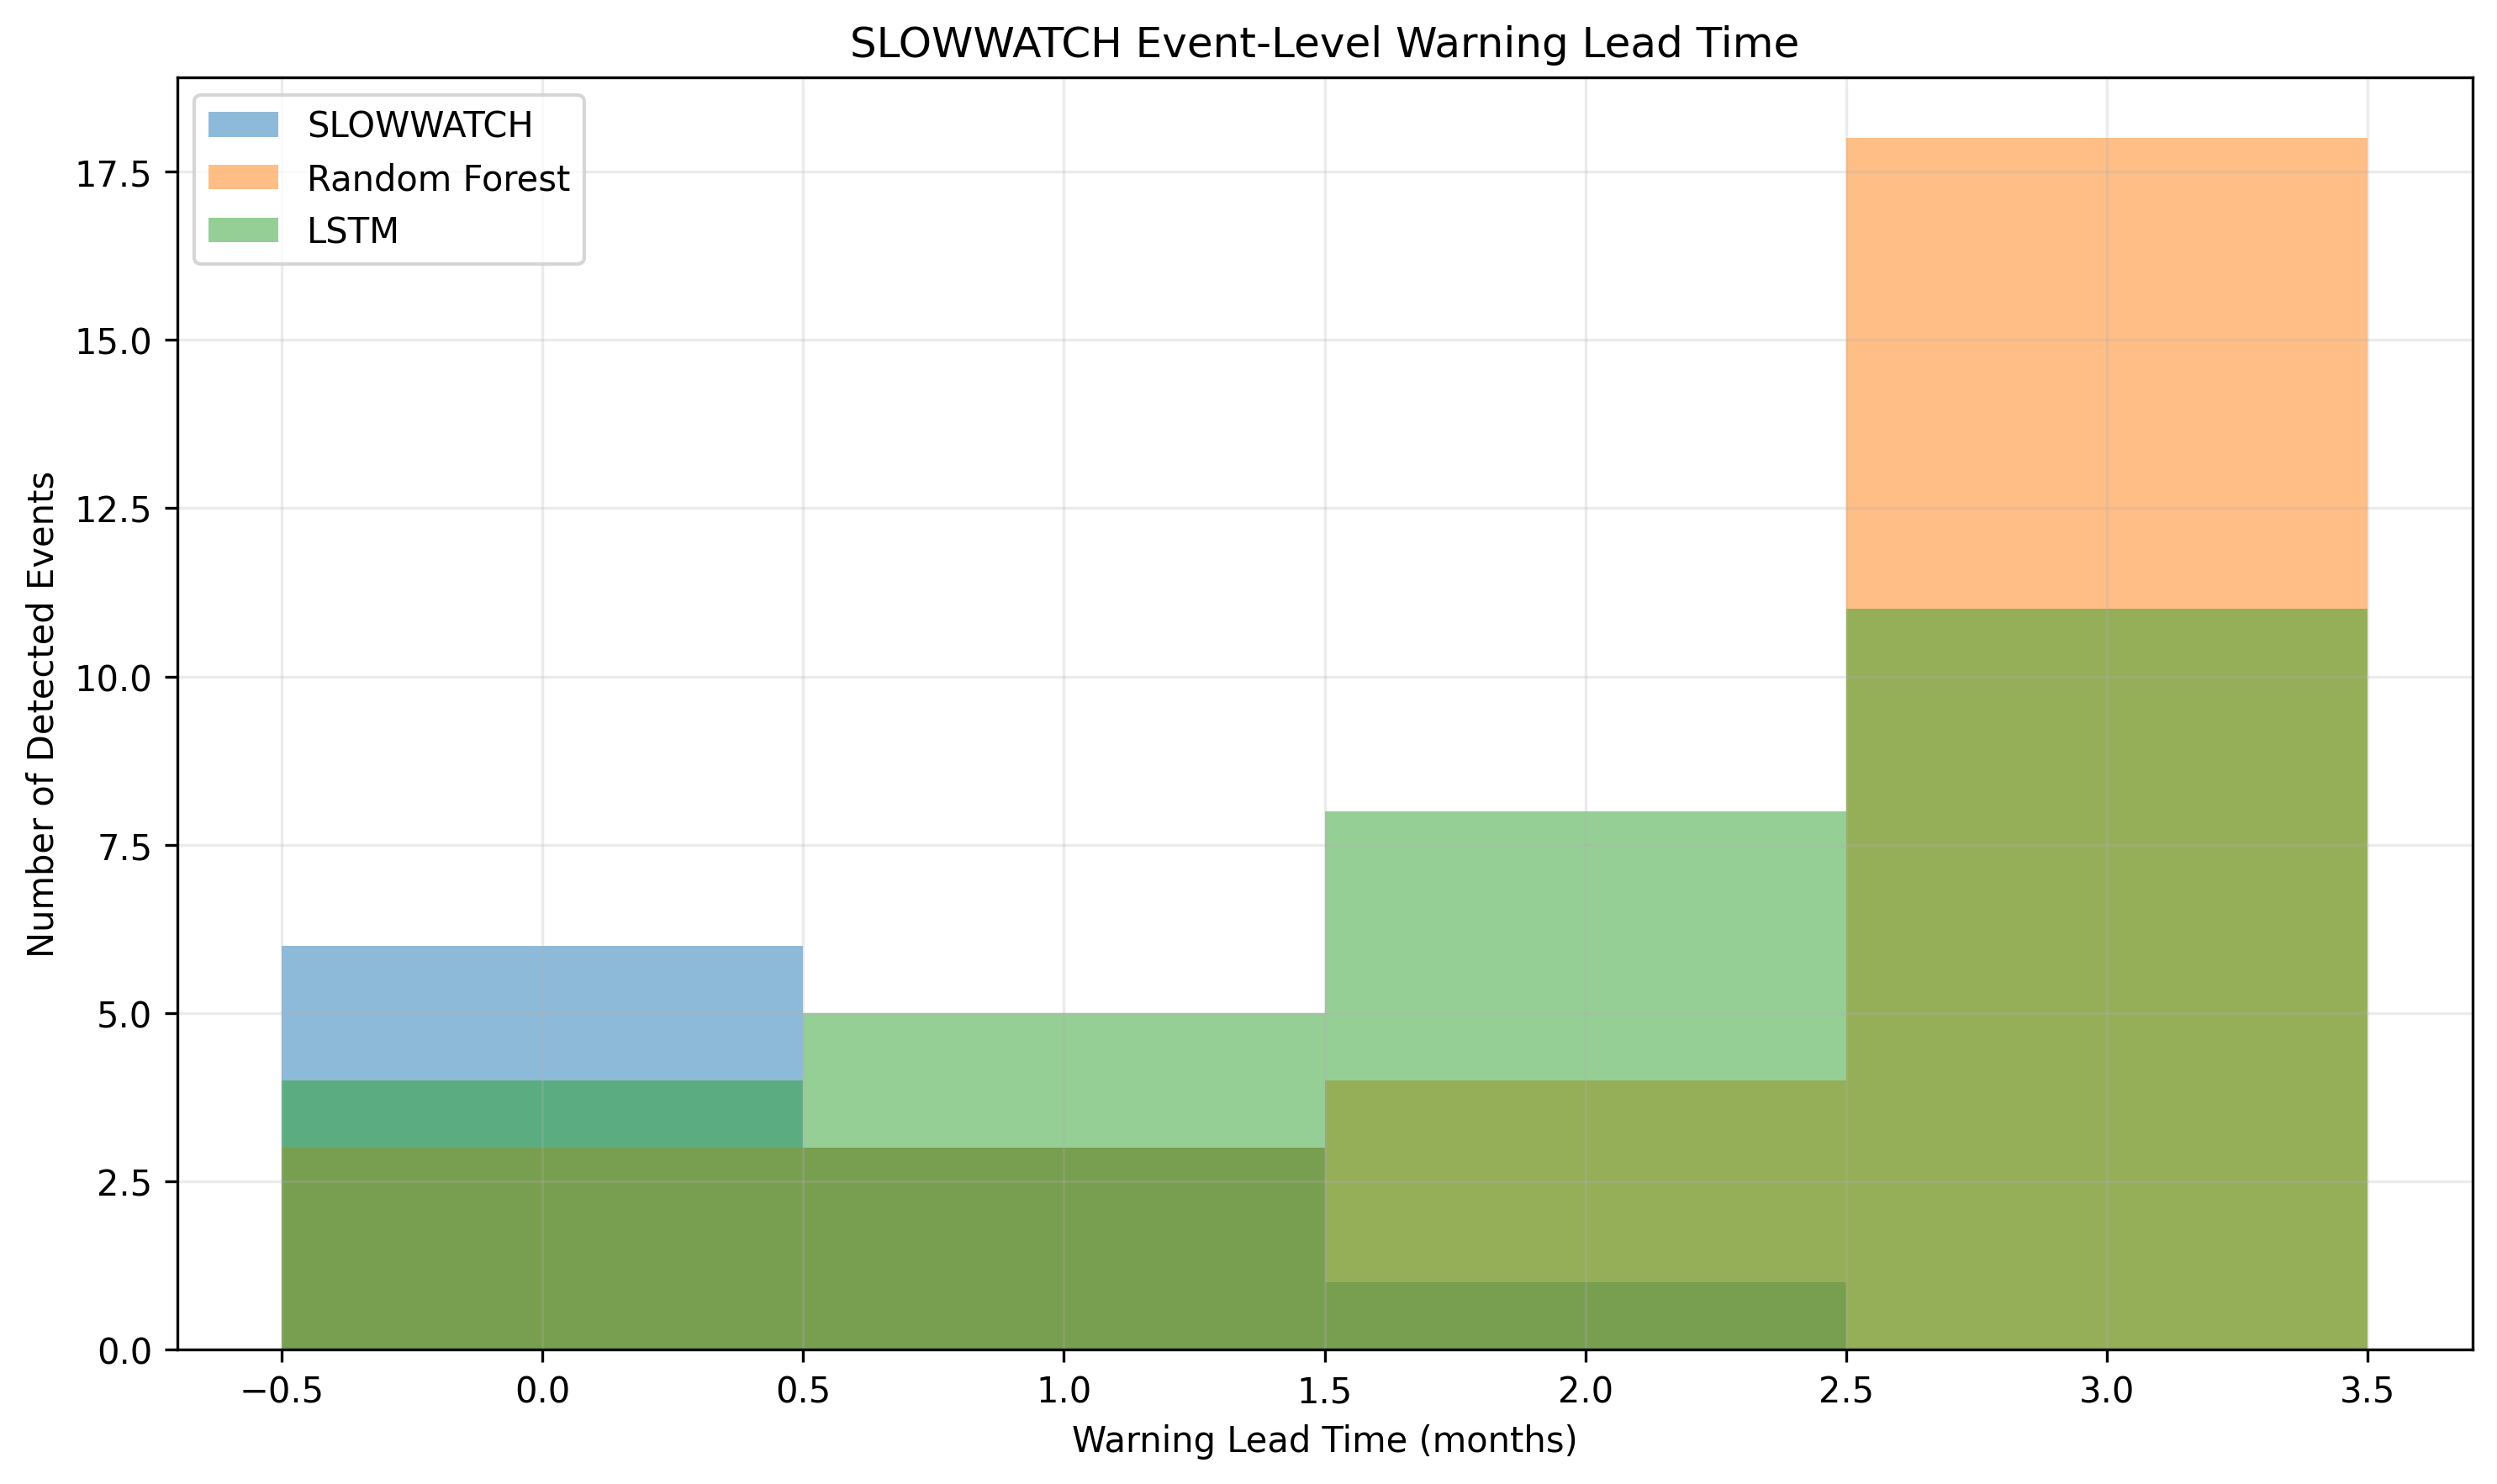 SLOWWATCH Event-Level Warning Lead Time
SLOWWATCH
Random Forest
LSTM
Number of Detected Events
17.5
15.0
12.5
10.0
7.5
5.0
2.5
0.0
−0.5 0.0 0.5 1.0 1.5 2.0 2.5 3.0 3.5
Warning Lead Time (months)